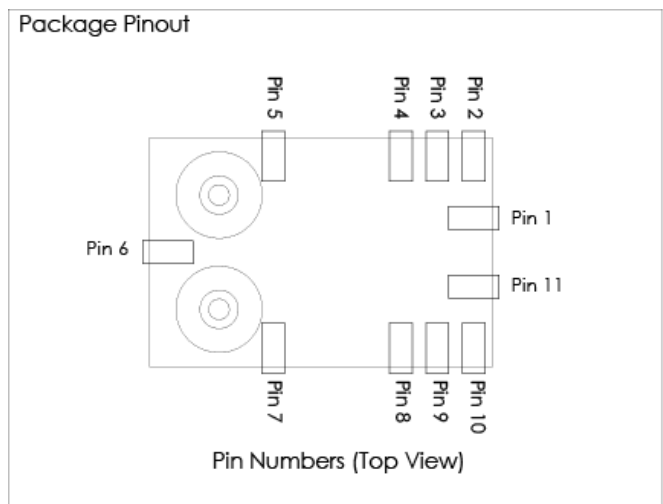 Package Pinout
Pin 5
Pin 4
Pin 3
Pin 2
Pin 1
Pin 6
Pin 11
Pin 7
Pin 8
Pin 9
Pin 10
Pin Numbers (Top View)